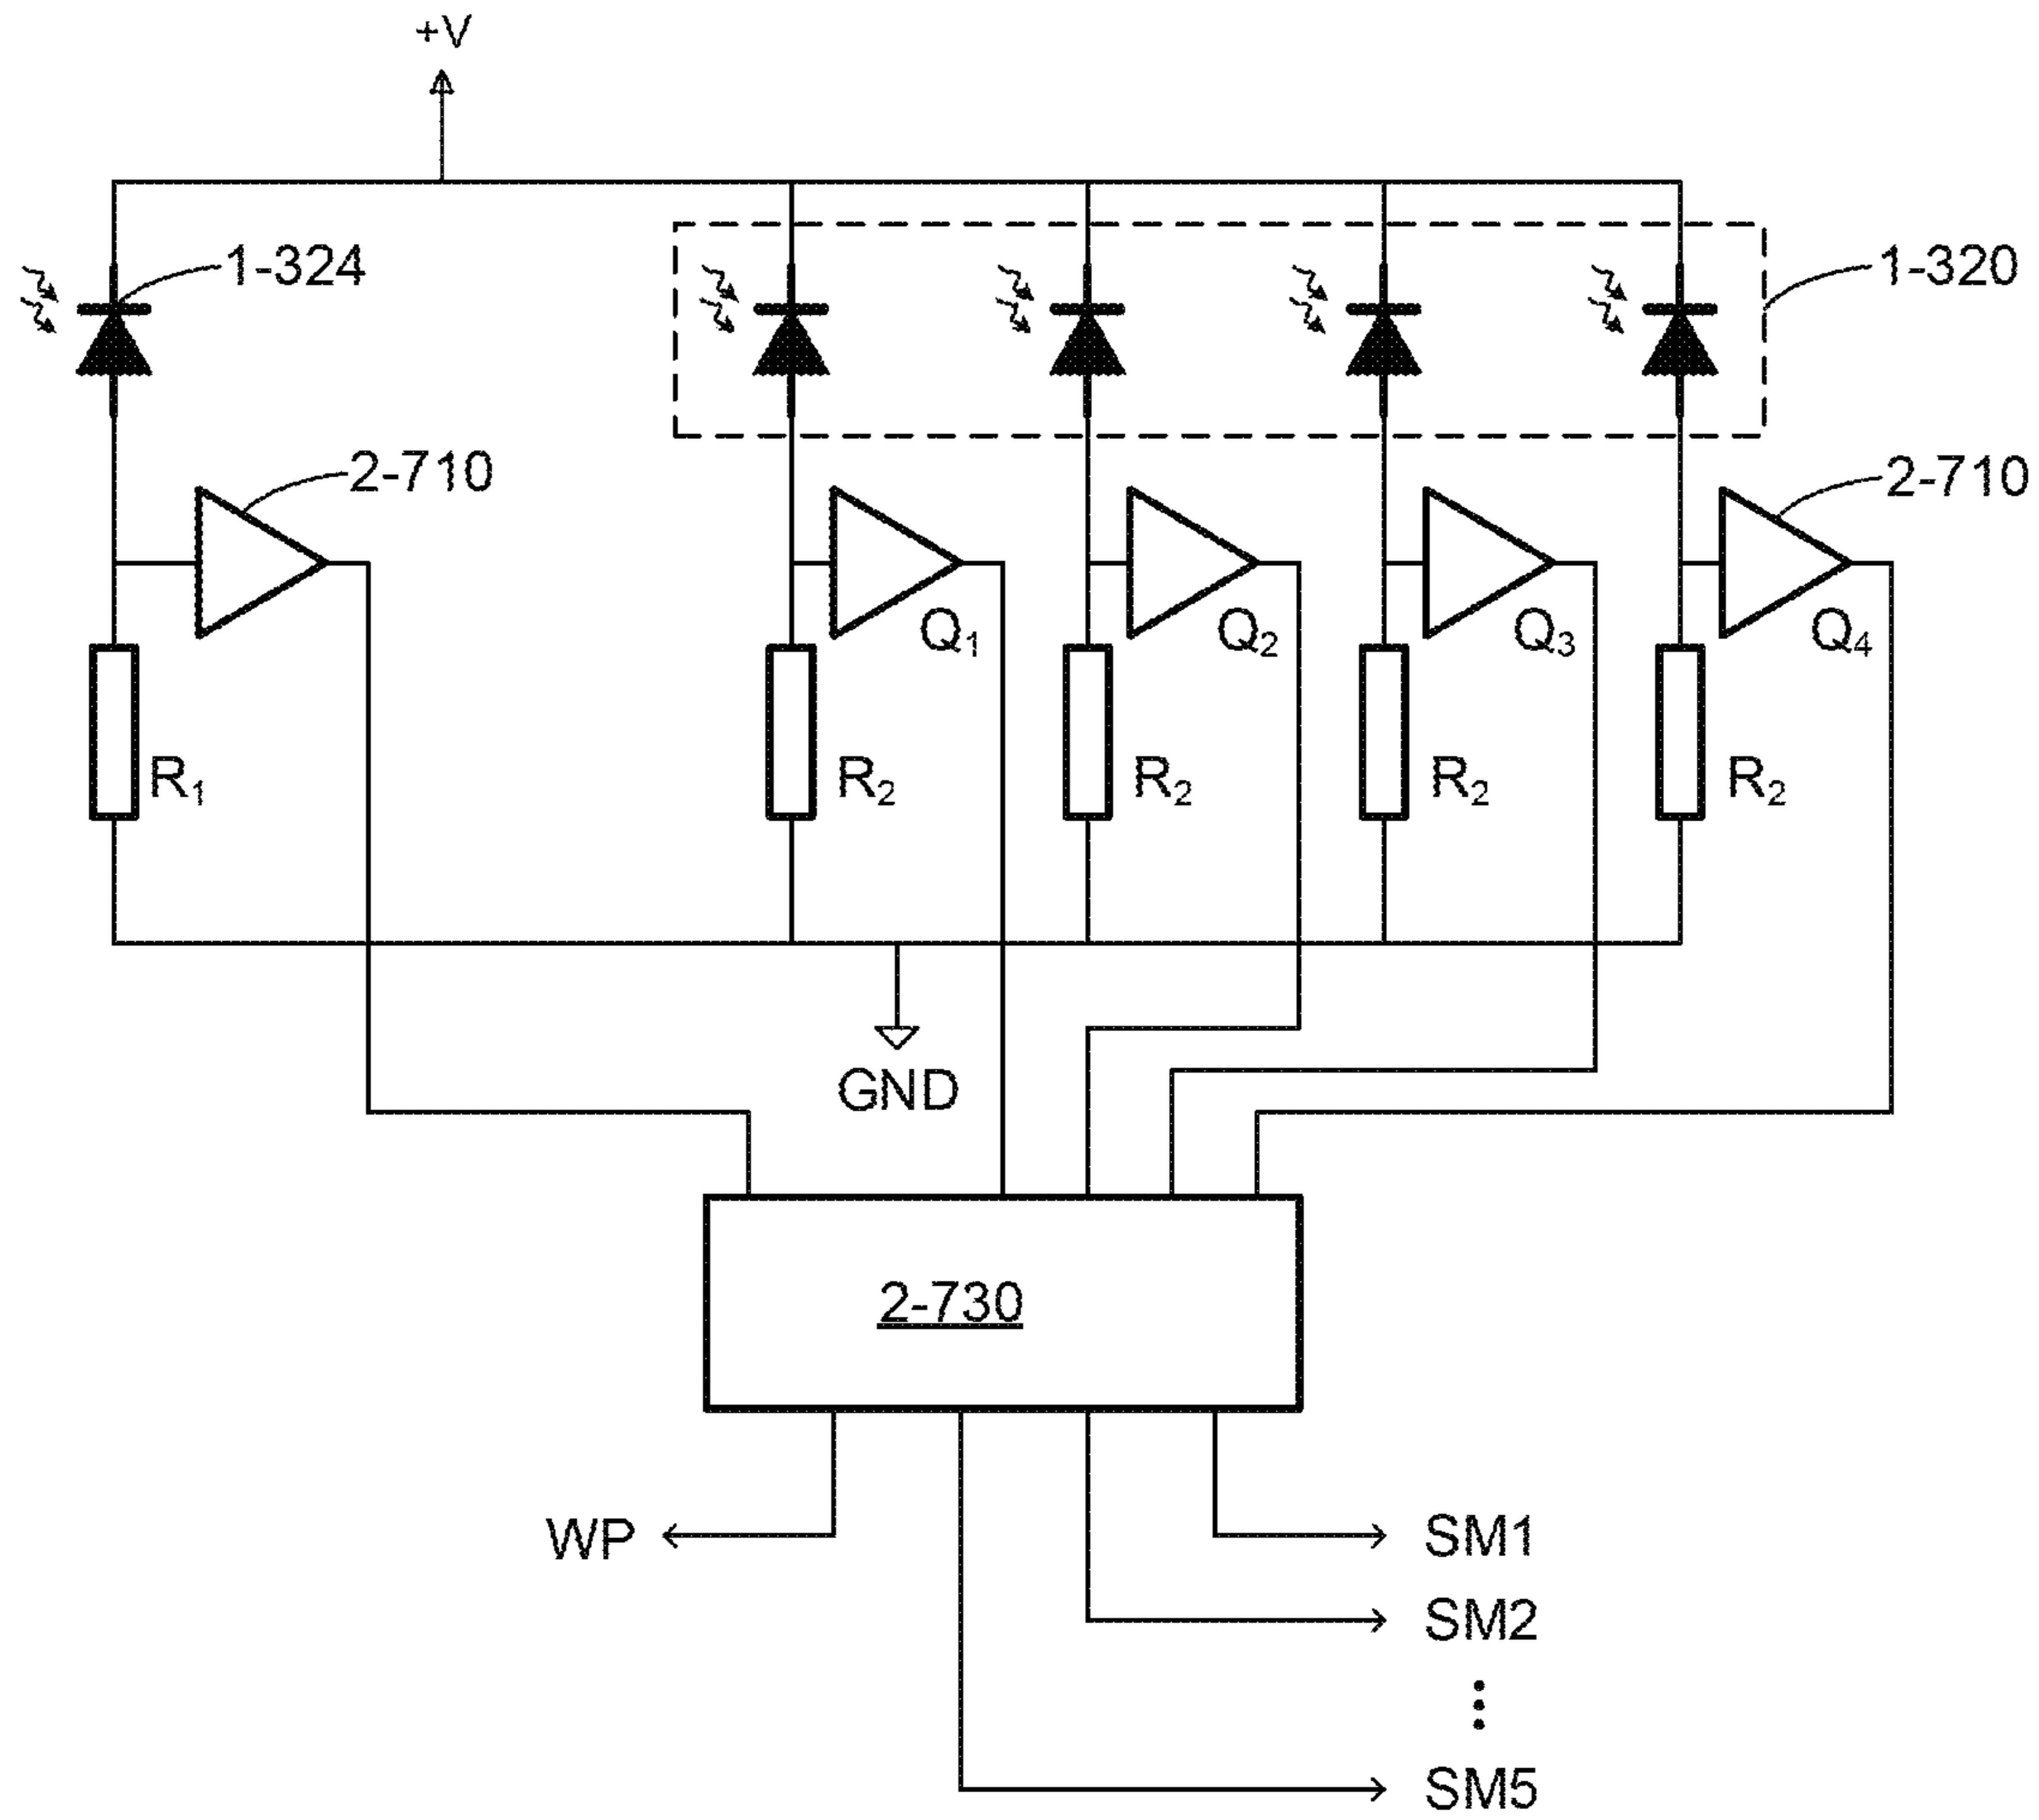 +V
1-324
1-320
2-710
2-710
Q1
Q2
Q3
Q4
R1
R2
R2
R2
R2
GND
2-730
WP
SM1
SM2
⋮
SM5